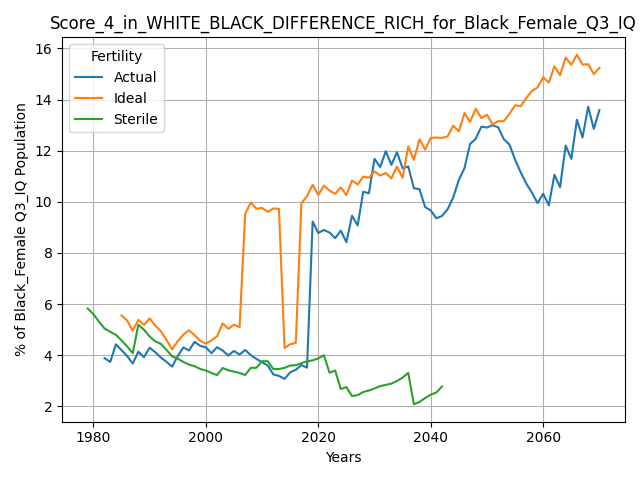 Score_4_in_WHITE_BLACK_DIFFERENCE_RICH_for_Black_Female_Q3_IQ
Fertility
Actual
Ideal
Sterile
% of Black_Female Q3_IQ Population
16
14
12
10
8
6
4
2
1980
2000
2020
2040
2060
Years